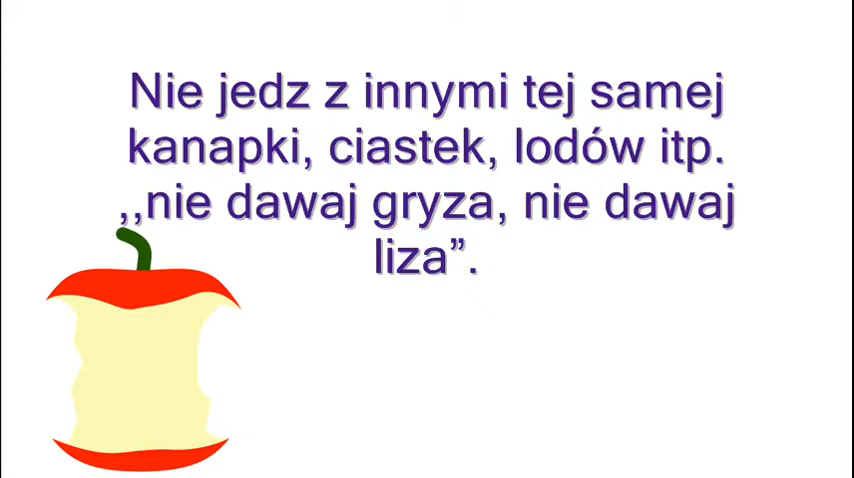 Nie jedz z innymi tej samej
kanapki, ciastek, lodów itp.
,,nie dawaj gryza, nie dawaj
liza”.